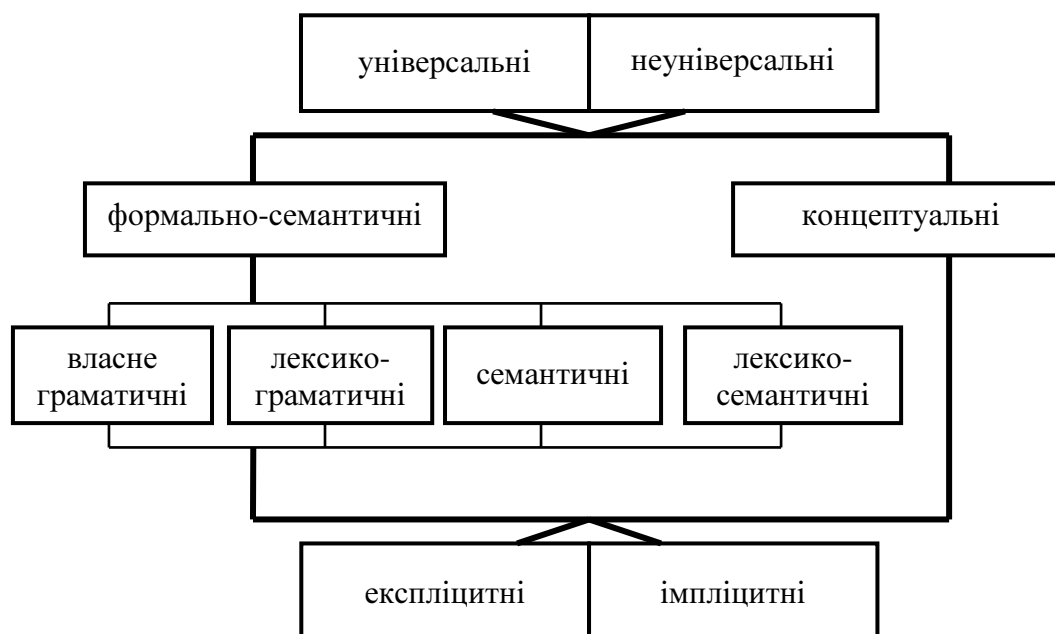 універсальні
неуніверсальні
формально-семантичні
концептуальні
власне
граматичні
лексико-
граматичні
семантичні
лексико-
семантичні
експліцитні
імпліцитні